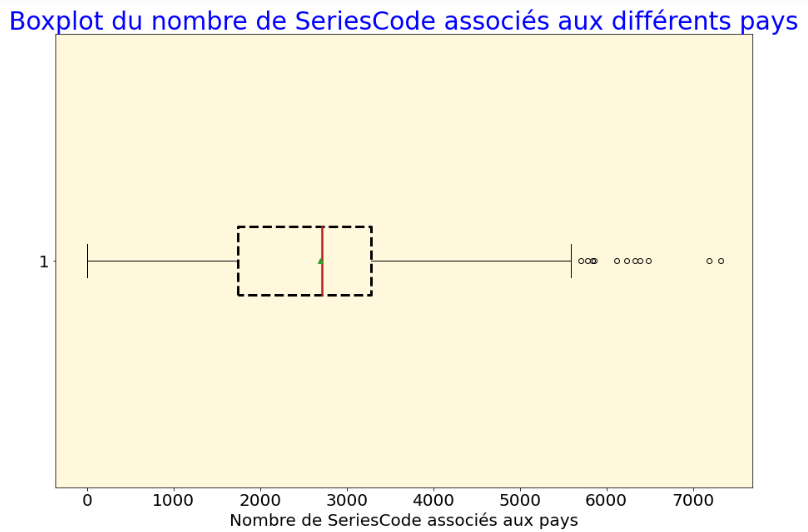 Boxplot du nombre de SeriesCode associés aux différents pays
1
0 1000 2000 3000 4000 5000 6000 7000
Nombre de SeriesCode associés aux pays